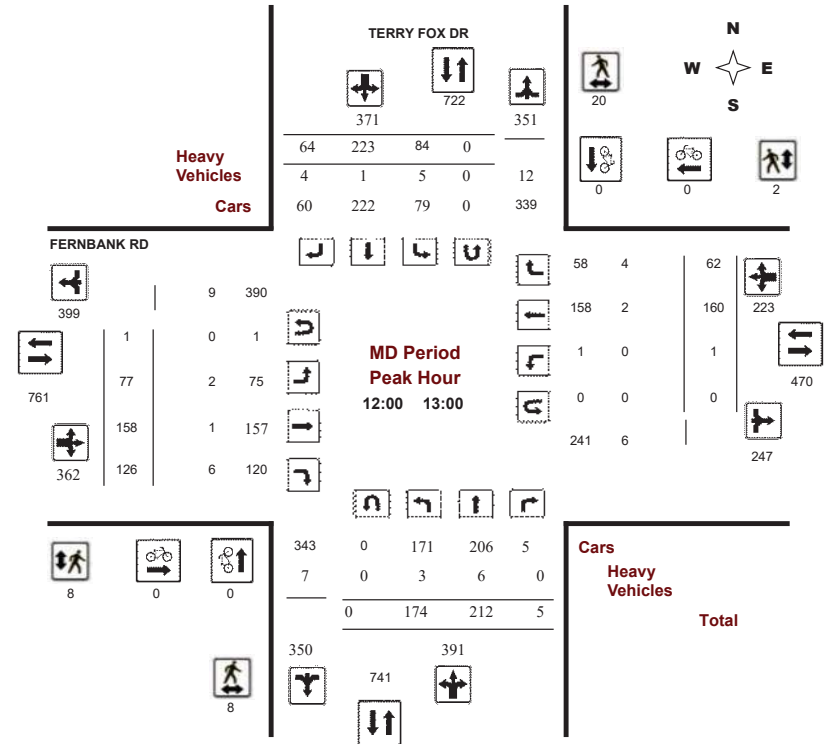 TERRY FOX DR
N
W E
S
722
20
371 351
64 223 84 0
Heavy
Vehicles
4 1 5 0 12
Cars
60 222 79 0 339
0 0 2
FERNBANK RD
399
9 390
1 0 1
761
77 2 75
158 1 157
362
126 6 120
MD Period
Peak Hour
12:00 13:00
58 4 62
158 2 160 223
1 0 1
470
0 0 0
241 6
247
343 0 171 206 5
7 0 3 6 0
0 174 212 5
350 391
741
Cars
Heavy
Vehicles
Total
8 0 0
8